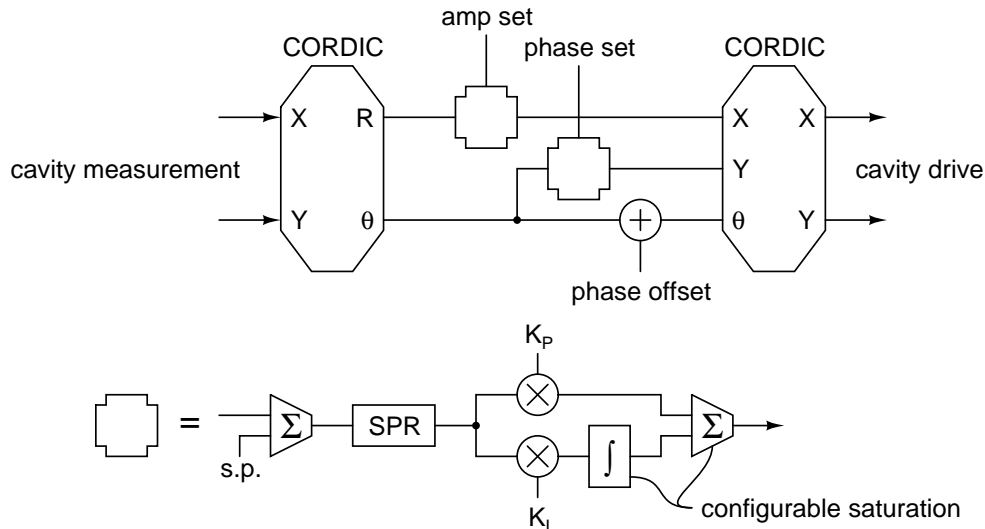 amp set
CORDIC
phase set
CORDIC
X
R
X
X
cavity measurement
Y
cavity drive
Y
θ
+
θ
Y
phase offset
K_P
=
Σ
SPR
×
Σ
s.p.
×
∫
K_I
configurable saturation